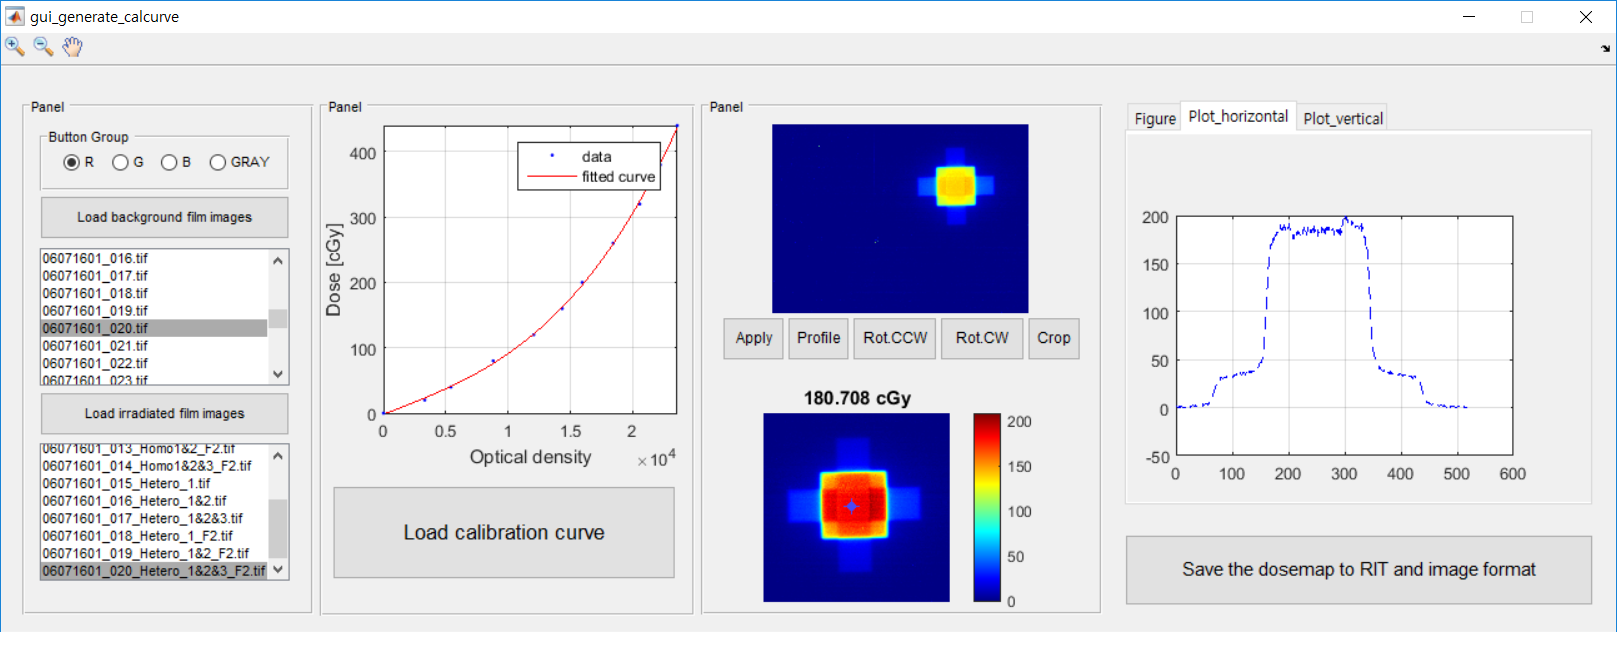 gui_generate_calcurve
Panel
Button Group
R G B GRAY
Load background film images
06071601_016.tif
06071601_017.tif
06071601_018.tif
06071601_019.tif
06071601_020.tif
06071601_021.tif
06071601_022.tif
06071601_023.tif
Load irradiated film images
06071601_013_Homo1&2_F2.tif
06071601_014_Homo1&2&3_F2.tif
06071601_015_Hetero_1.tif
06071601_016_Hetero_1&2.tif
06071601_017_Hetero_1&2&3.tif
06071601_018_Hetero_1_F2.tif
06071601_019_Hetero_1&2_F2.tif
06071601_020_Hetero_1&2&3_F2.tif
Panel
data
fitted curve
Dose [cGy]
400
300
200
100
0
0 0.5 1 1.5 2
Optical density ×10⁴
Load calibration curve
Panel
Apply Profile Rot.CCW Rot.CW Crop
180.708 cGy
200
150
100
50
0
Figure Plot_horizontal Plot_vertical
200
150
100
50
0
-50
0 100 200 300 400 500 600
Save the dosemap to RIT and image format